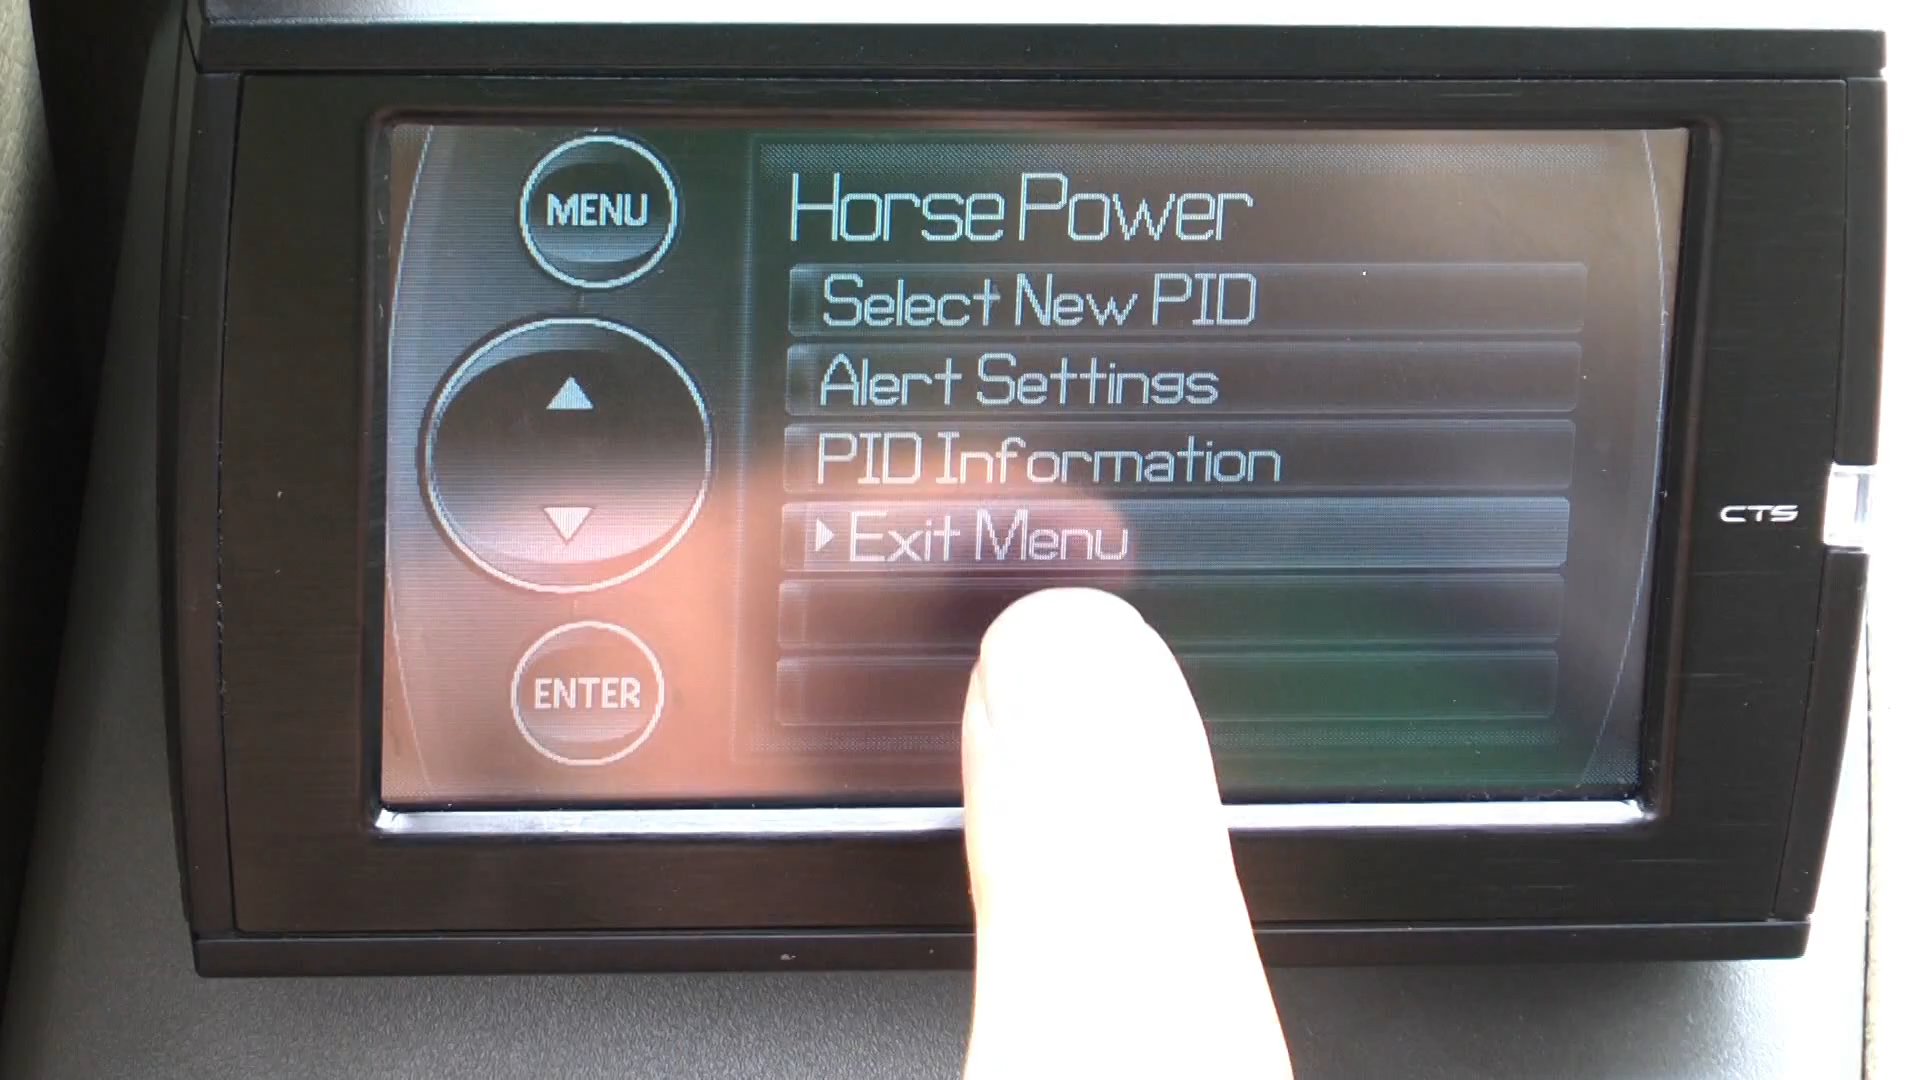 MENU
Horse Power
Select New PID
Alert Settings
PID Information
Exit Menu
ENTER
CTS